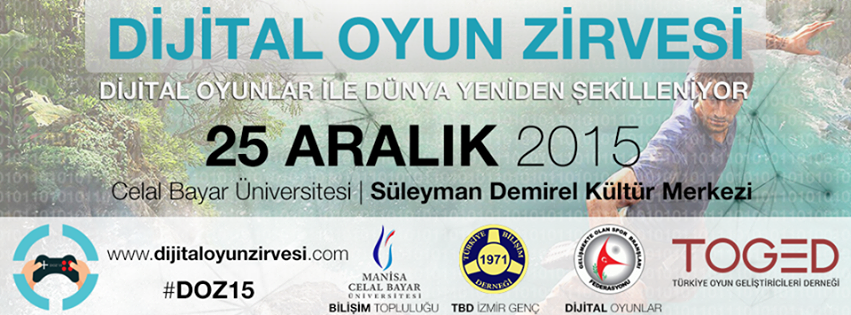 DİJİTAL OYUN ZİRVESİ
DİJİTAL OYUNLAR İLE DÜNYA YENİDEN ŞEKİLLENİYOR
25 ARALIK 2015
Celal Bayar Üniversitesi | Süleyman Demirel Kültür Merkezi
www.dijitaloyunzirvesi.com
#DOZ15
MANİSA
CELAL BAYAR
ÜNİVERSİTESİ
BİLİŞİM TOPLULUĞU
TÜRKİYE BİLİŞİM
1971
DERNEĞİ
TBD İZMİR GENÇ
GELİŞMEKTE OLAN SPOR BRANŞLARI
FEDERASYONU
DİJİTAL OYUNLAR
TOGED
TÜRKİYE OYUN GELİŞTİRİCİLERİ DERNEĞİ